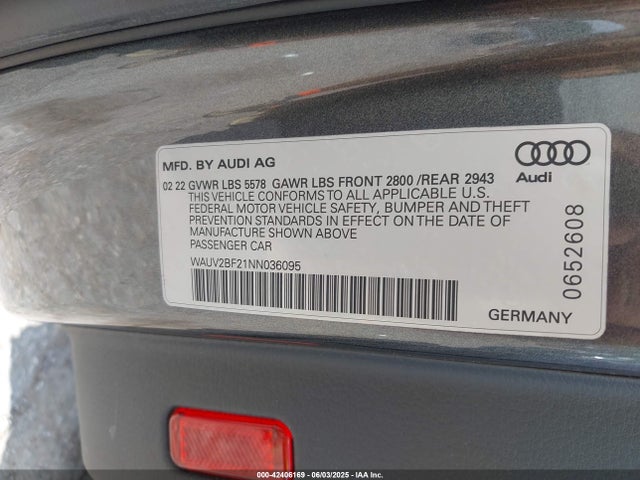 MFD. BY AUDI AG
Audi
02 22 GVWR LBS 5578 GAWR LBS FRONT 2800 /REAR 2943
THIS VEHICLE CONFORMS TO ALL APPLICABLE U.S.
FEDERAL MOTOR VEHICLE SAFETY, BUMPER AND THEFT
PREVENTION STANDARDS IN EFFECT ON THE DATE OF
MANUFACTURE SHOWN ABOVE
PASSENGER CAR
WAUV2BF21NN036095
0652608
GERMANY
000-42406169 06/03/2025 IAA Inc.